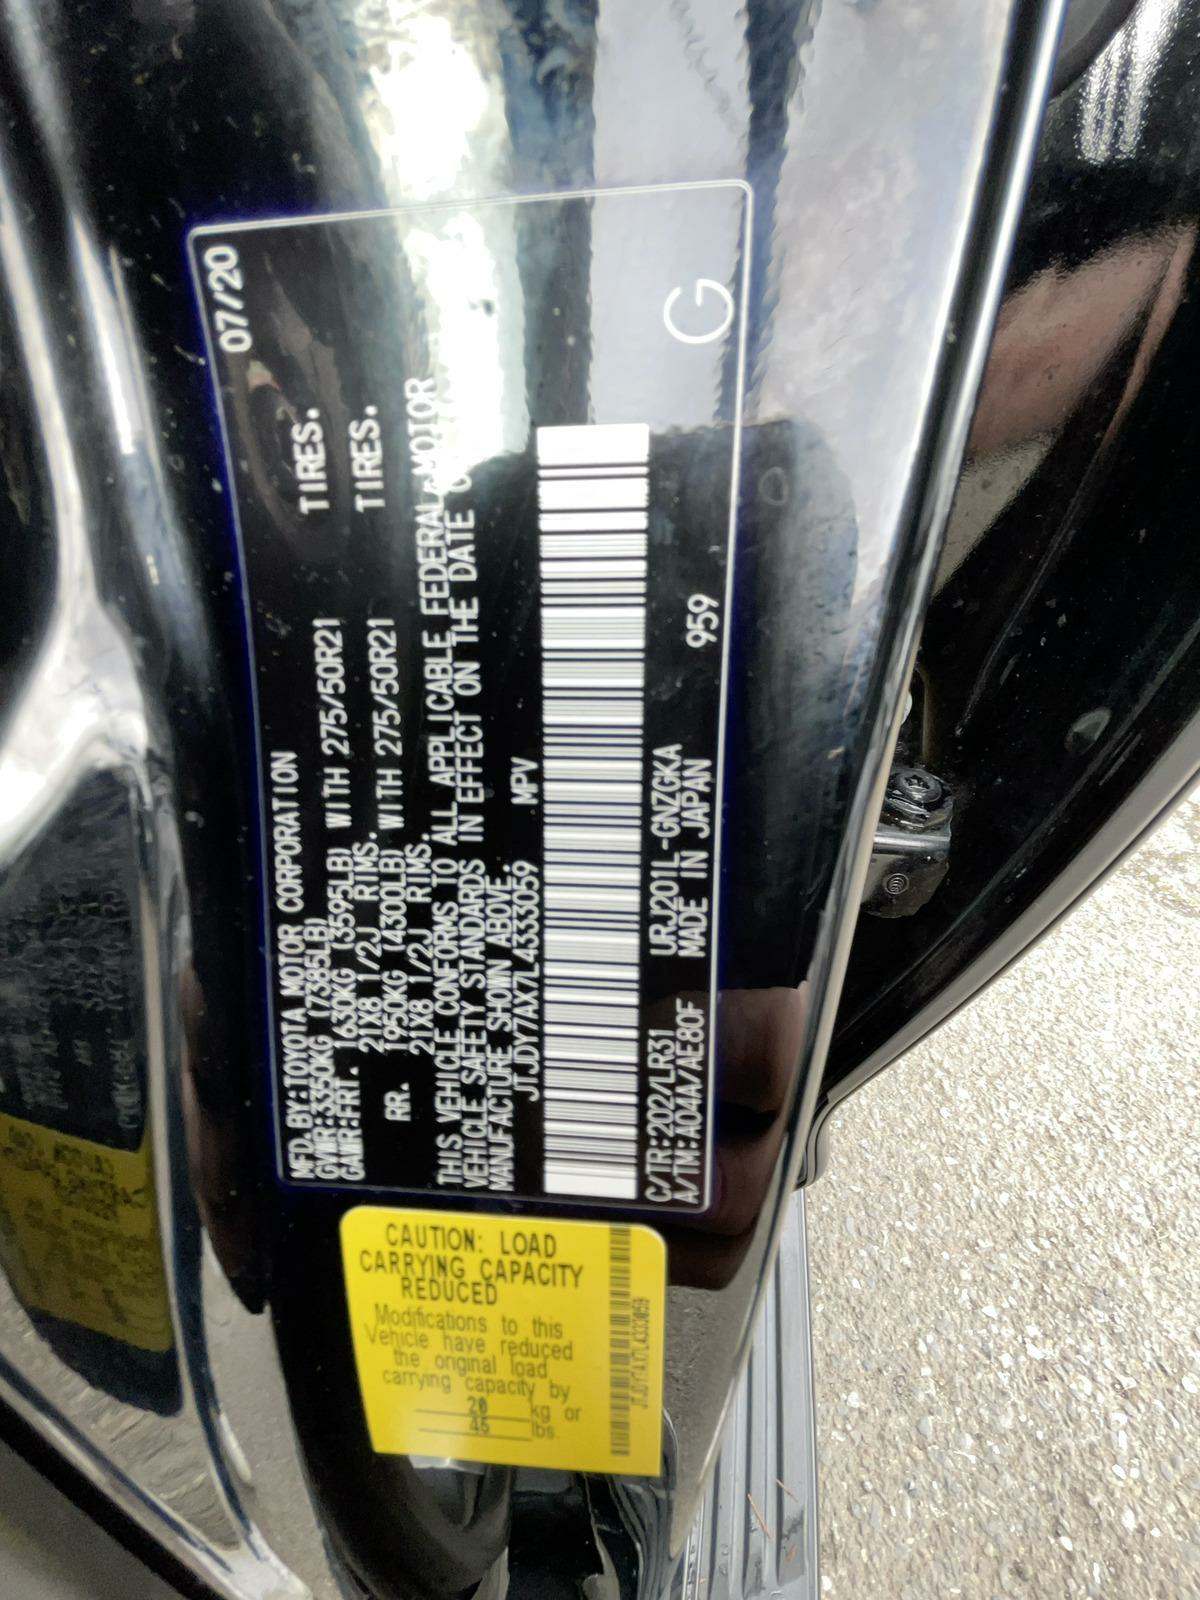 MFD.BY:TOYOTA MOTOR CORPORATION 07/20
GVWR:3350KG (7385LB)
GAWR:FRT. 1630KG (3595LB) WITH 275/50R21 TIRES.
21X8 1/2J RIMS.
RR. 1950KG (4300LB) WITH 275/50R21 TIRES.
21X8 1/2J RIMS.
THIS VEHICLE CONFORMS TO ALL APPLICABLE FEDERAL MOTOR
VEHICLE SAFETY STANDARDS IN EFFECT ON THE DATE
MANUFACTURE SHOWN ABOVE.
JTJDY7AX7L4333059 MPV
C/TR:202/LR31 URJ201L-GNZGKA
A/TM:A04A/AE80F MADE IN JAPAN 959
G
CAUTION: LOAD
CARRYING CAPACITY
REDUCED
Modifications to this
Vehicle have reduced
the original load
carrying capacity by
20 kg or
45 lbs
JTJDY7AX7L4333059